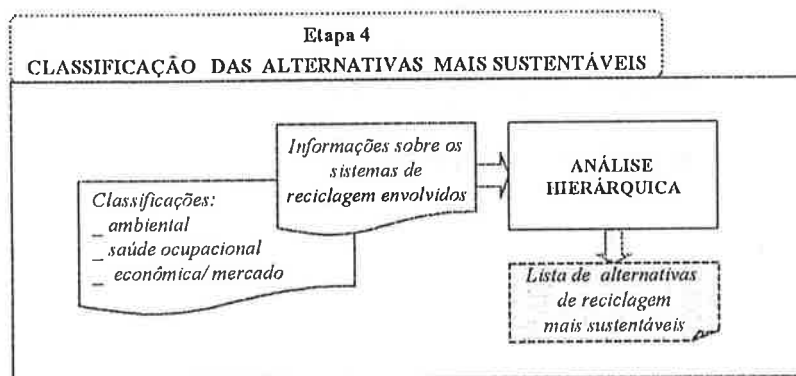 Etapa 4
CLASSIFICAÇÃO DAS ALTERNATIVAS MAIS SUSTENTÁVEIS
Informações sobre os
sistemas de
reciclagem envolvidos
Classificações:
_ ambiental
_ saúde ocupacional
_ econômica/ mercado
ANÁLISE
HIERÁRQUICA
Lista de alternativas
de reciclagem
mais sustentáveis